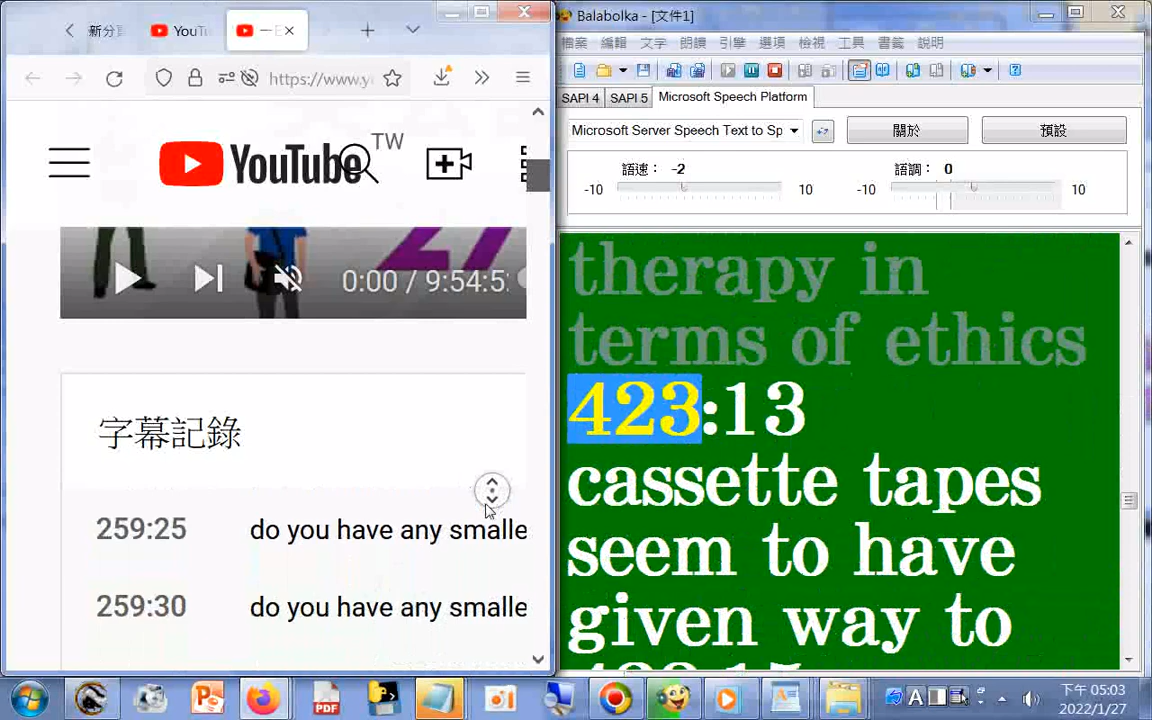 新分
YouTu
https://www.y
YouTube
TW
0:00 / 9:54:5
字幕記錄
259:25 do you have any smalle
259:30 do you have any smalle
Balabolka - [文件1]
檔案 編輯 文字 朗讀 引擎 選項 檢視 工具 書籤 說明
SAPI 4 SAPI 5 Microsoft Speech Platform
Microsoft Server Speech Text to Sp 關於 預設
語速: -2 語調: 0
-10 10 -10 10
therapy in
terms of ethics
423:13
cassette tapes
seem to have
given way to
PDF
A
下午 05:03
2022/1/27